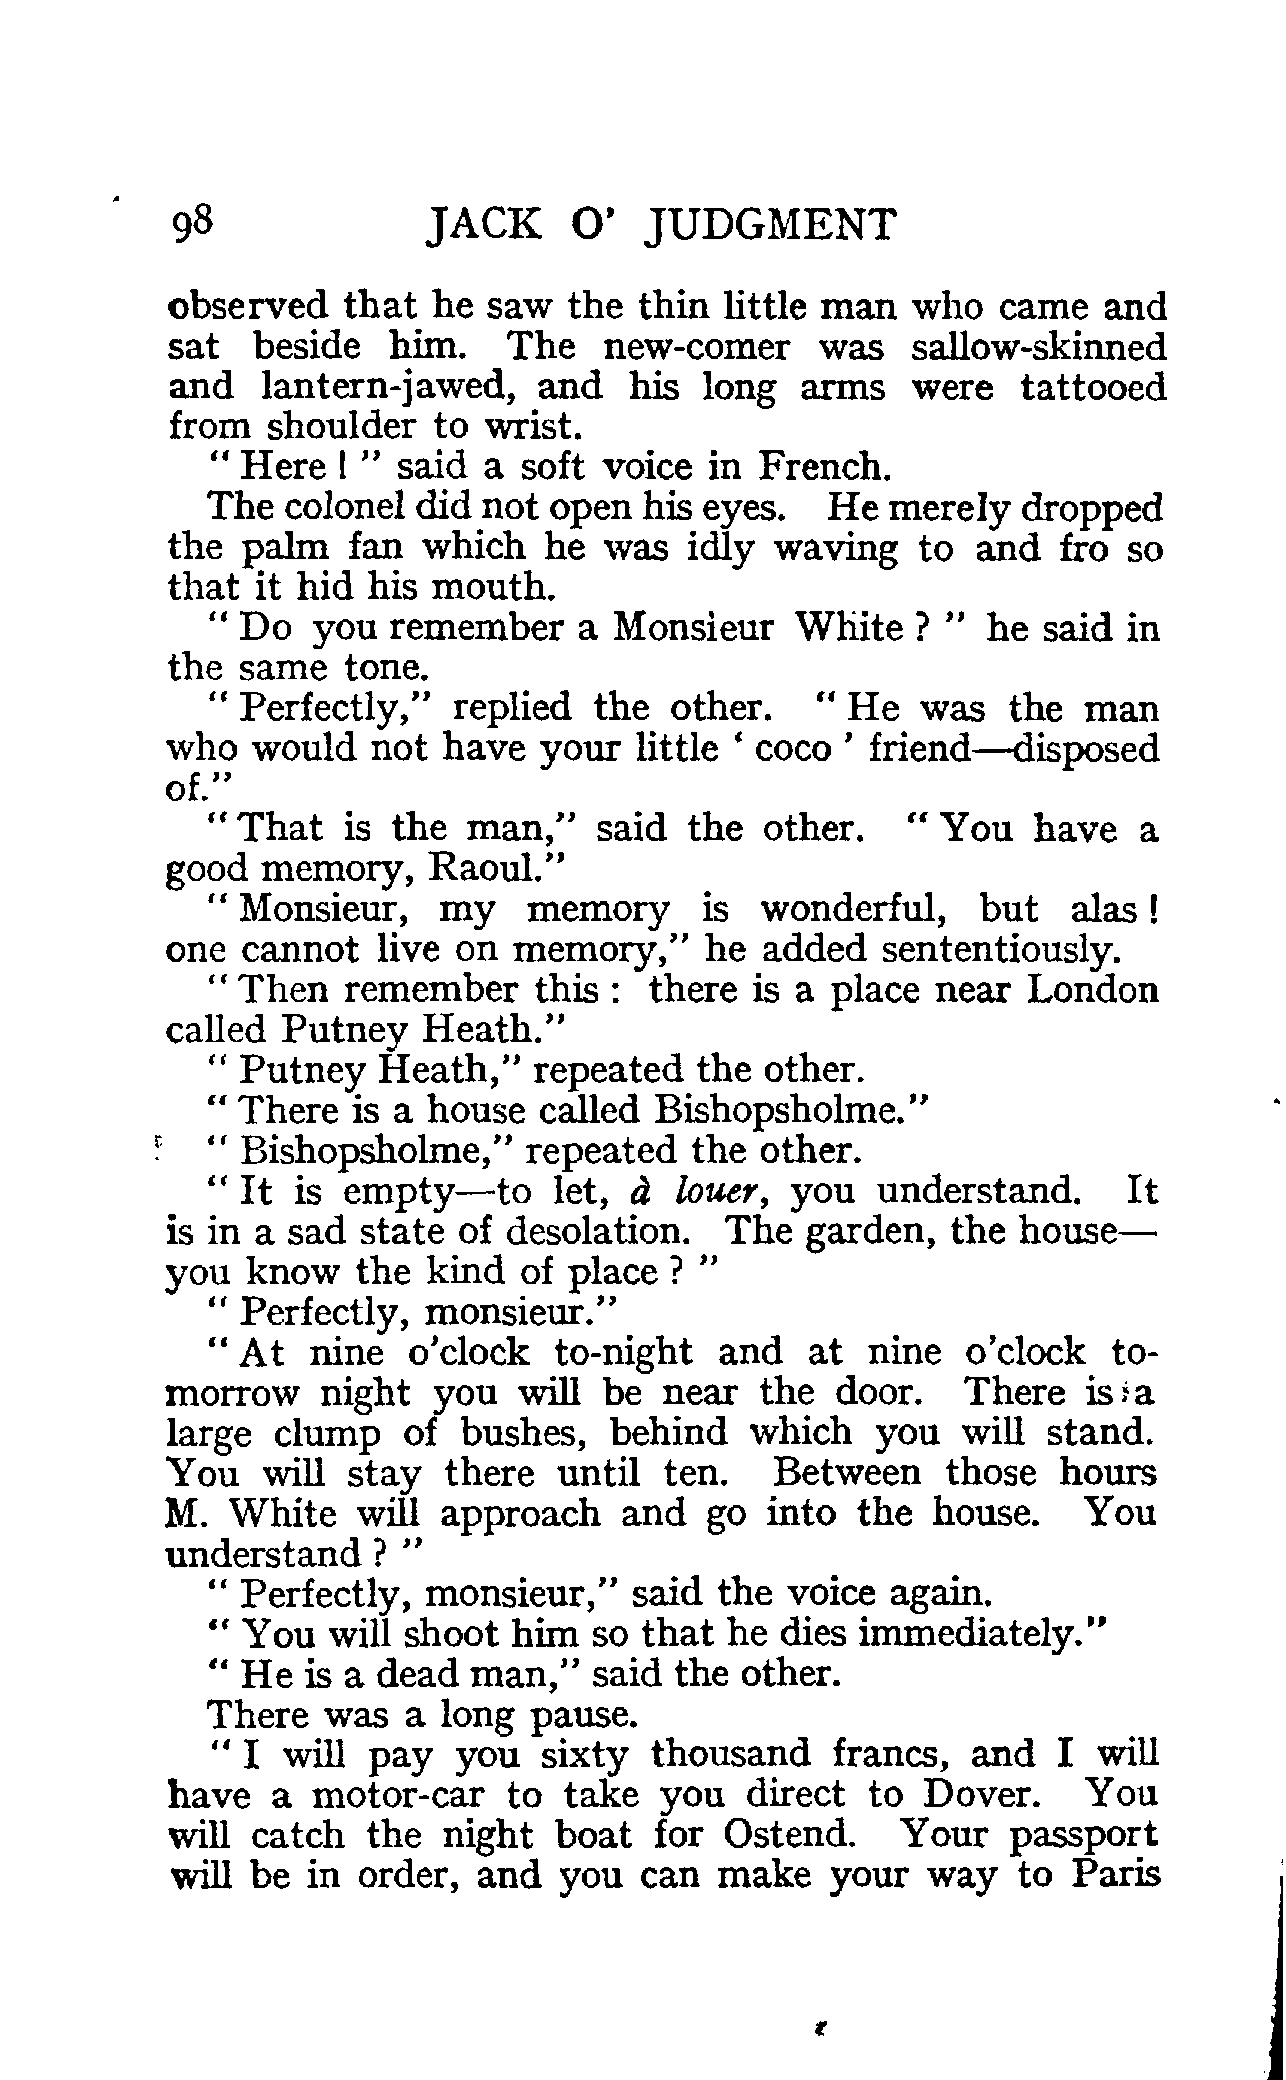 98 JACK O' JUDGMENT
observed that he saw the thin little man who came and
sat beside him. The new-comer was sallow-skinned
and lantern-jawed, and his long arms were tattooed
from shoulder to wrist.
" Here ! " said a soft voice in French.
The colonel did not open his eyes. He merely dropped
the palm fan which he was idly waving to and fro so
that it hid his mouth.
" Do you remember a Monsieur White ? " he said in
the same tone.
" Perfectly," replied the other. " He was the man
who would not have your little ‘ coco ’ friend—disposed
of."
" That is the man," said the other. " You have a
good memory, Raoul."
" Monsieur, my memory is wonderful, but alas !
one cannot live on memory," he added sententiously.
" Then remember this : there is a place near London
called Putney Heath."
" Putney Heath," repeated the other.
" There is a house called Bishopsholme."
" Bishopsholme," repeated the other.
" It is empty—to let, à louer, you understand. It
is in a sad state of desolation. The garden, the house—
you know the kind of place ? "
" Perfectly, monsieur."
" At nine o'clock to-night and at nine o'clock to-
morrow night you will be near the door. There is a
large clump of bushes, behind which you will stand.
You will stay there until ten. Between those hours
M. White will approach and go into the house. You
understand ? "
" Perfectly, monsieur," said the voice again.
" You will shoot him so that he dies immediately."
" He is a dead man," said the other.
There was a long pause.
" I will pay you sixty thousand francs, and I will
have a motor-car to take you direct to Dover. You
will catch the night boat for Ostend. Your passport
will be in order, and you can make your way to Paris